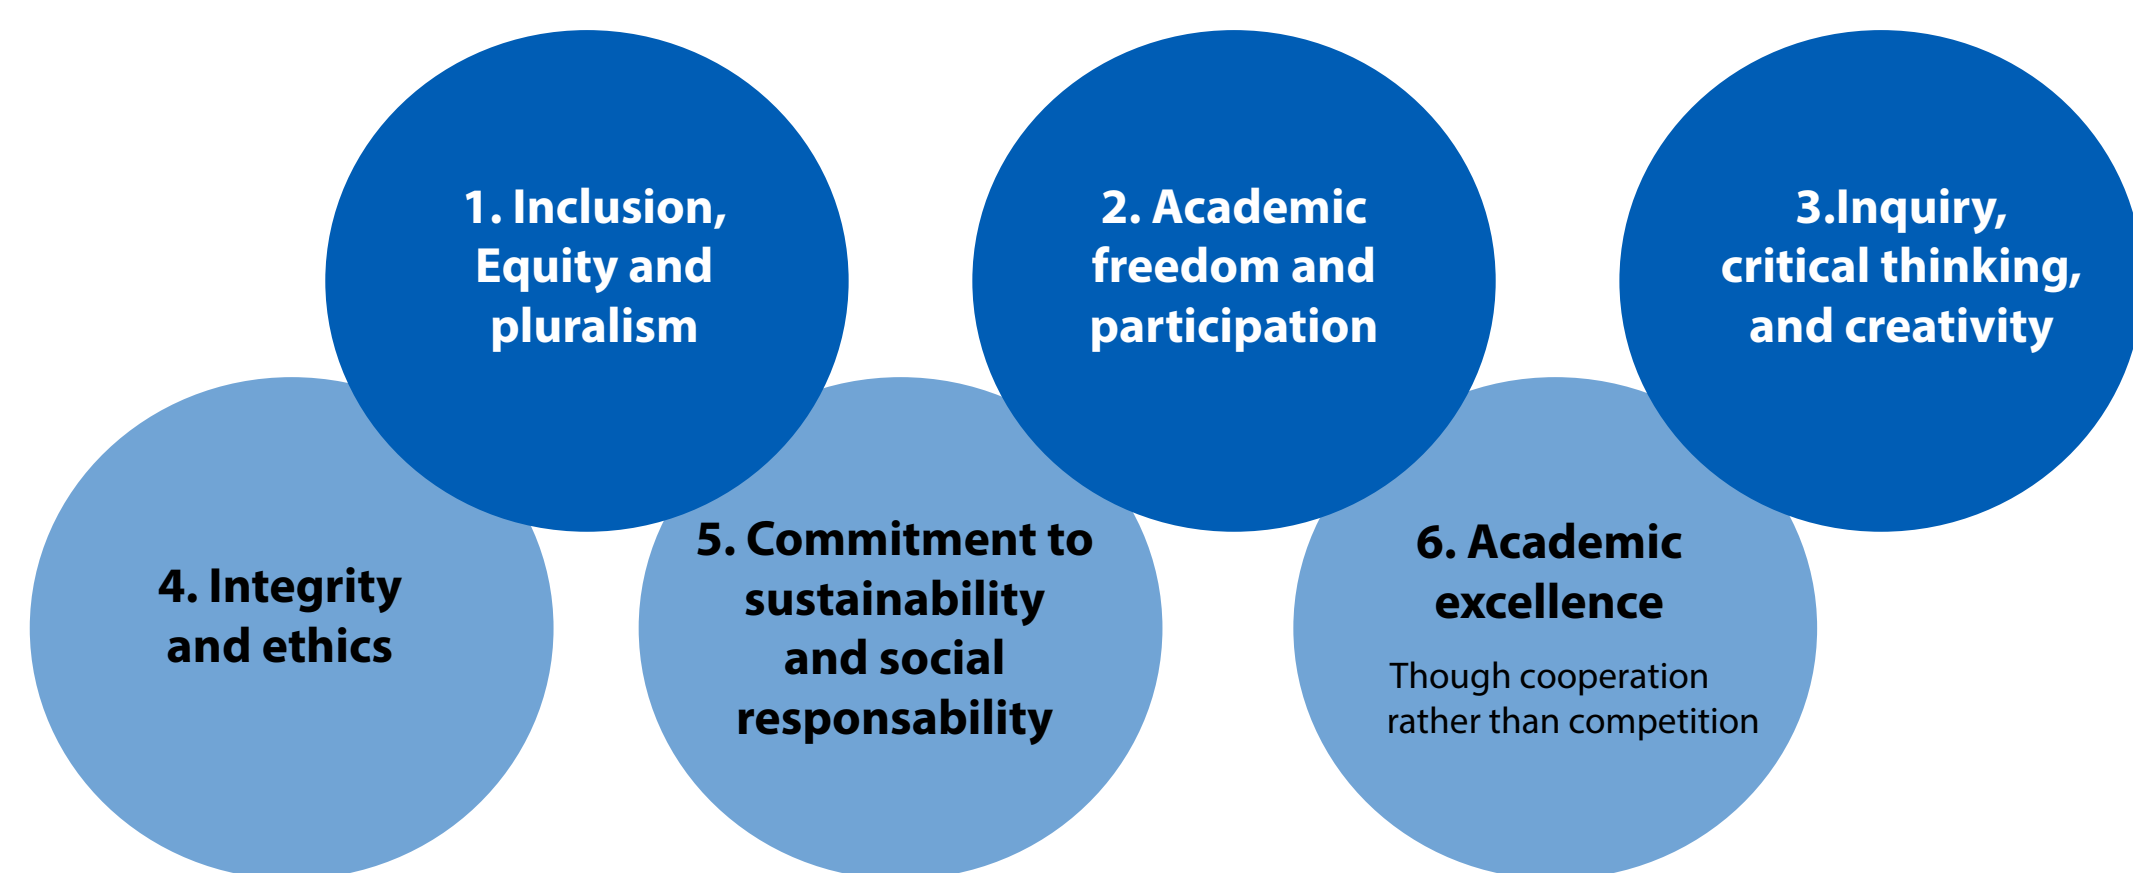 1. Inclusion,
Equity and
pluralism
2. Academic
freedom and
participation
3.Inquiry,
critical thinking,
and creativity
4. Integrity
and ethics
5. Commitment to
sustainability
and social
responsability
6. Academic
excellence
Though cooperation
rather than competition